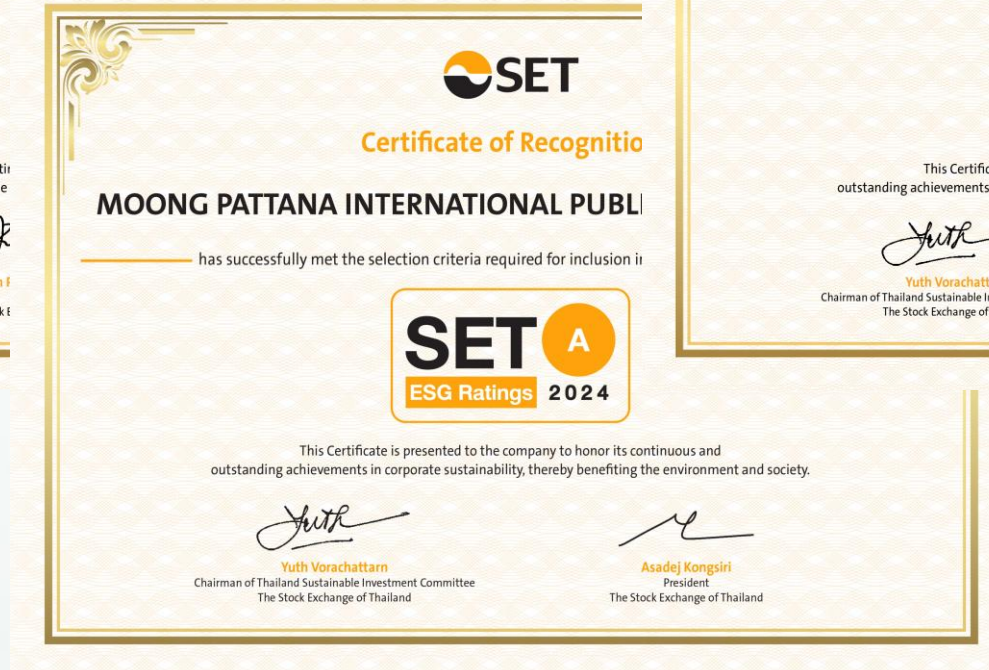 SET
Certificate of Recognitio
MOONG PATTANA INTERNATIONAL PUBLI
has successfully met the selection criteria required for inclusion i
SET A
ESG Ratings 2024
This Certificate is presented to the company to honor its continuous and
outstanding achievements in corporate sustainability, thereby benefiting the environment and society.
Yuth
Yuth Vorachattarn
Chairman of Thailand Sustainable Investment Committee
The Stock Exchange of Thailand
Asadej Kongsiri
President
The Stock Exchange of Thailand
This Certific
outstanding achievements
Yuth
Yuth Vorachatt
Chairman of Thailand Sustainable I
The Stock Exchange of